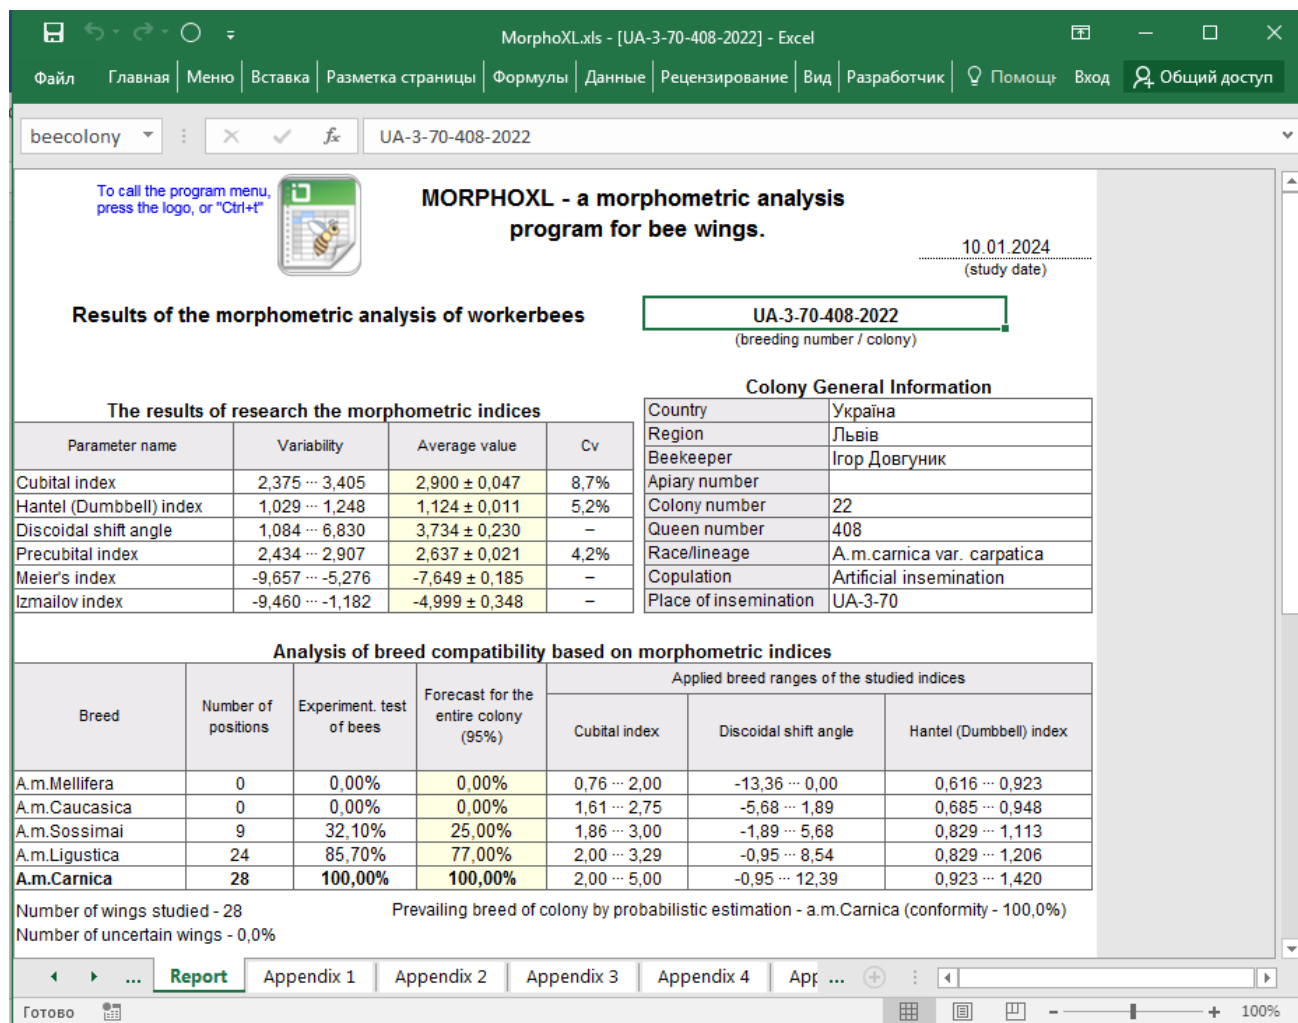 MorphoXL.xls - [UA-3-70-408-2022] - Excel
Файл Главная Меню Вставка Разметка страницы Формулы Данные Рецензирование Вид Разработчик Помощн Вход Общий доступ
beecolony fx UA-3-70-408-2022
To call the program menu,
press the logo, or "Ctrl+t"
MORPHOXL - a morphometric analysis
program for bee wings.
10.01.2024
(study date)
Results of the morphometric analysis of workerbees
UA-3-70-408-2022
(breeding number / colony)
The results of research the morphometric indices
Parameter name Variability Average value Cv
Cubital index 2,375 ··· 3,405 2,900 ± 0,047 8,7%
Hantel (Dumbbell) index 1,029 ··· 1,248 1,124 ± 0,011 5,2%
Discoidal shift angle 1,084 ··· 6,830 3,734 ± 0,230 –
Precubital index 2,434 ··· 2,907 2,637 ± 0,021 4,2%
Meier's index -9,657 ··· -5,276 -7,649 ± 0,185 –
Izmailov index -9,460 ··· -1,182 -4,999 ± 0,348 –
Colony General Information
Country Україна
Region Львів
Beekeeper Ігор Довгуник
Apiary number
Colony number 22
Queen number 408
Race/lineage A.m.carnica var. carpatica
Copulation Artificial insemination
Place of insemination UA-3-70
Analysis of breed compatibility based on morphometric indices
Breed
Number of
positions
Experiment. test
of bees
Forecast for the
entire colony
(95%)
Applied breed ranges of the studied indices
Cubital index Discoidal shift angle Hantel (Dumbbell) index
A.m.Mellifera 0 0,00% 0,00% 0,76 ··· 2,00 -13,36 ··· 0,00 0,616 ··· 0,923
A.m.Caucasica 0 0,00% 0,00% 1,61 ··· 2,75 -5,68 ··· 1,89 0,685 ··· 0,948
A.m.Sossimai 9 32,10% 25,00% 1,86 ··· 3,00 -1,89 ··· 5,68 0,829 ··· 1,113
A.m.Ligustica 24 85,70% 77,00% 2,00 ··· 3,29 -0,95 ··· 8,54 0,829 ··· 1,206
A.m.Carnica 28 100,00% 100,00% 2,00 ··· 5,00 -0,95 ··· 12,39 0,923 ··· 1,420
Number of wings studied - 28
Prevailing breed of colony by probabilistic estimation - a.m.Carnica (conformity - 100,0%)
Number of uncertain wings - 0,0%
... Report Appendix 1 Appendix 2 Appendix 3 Appendix 4 App ...
Готово 100%